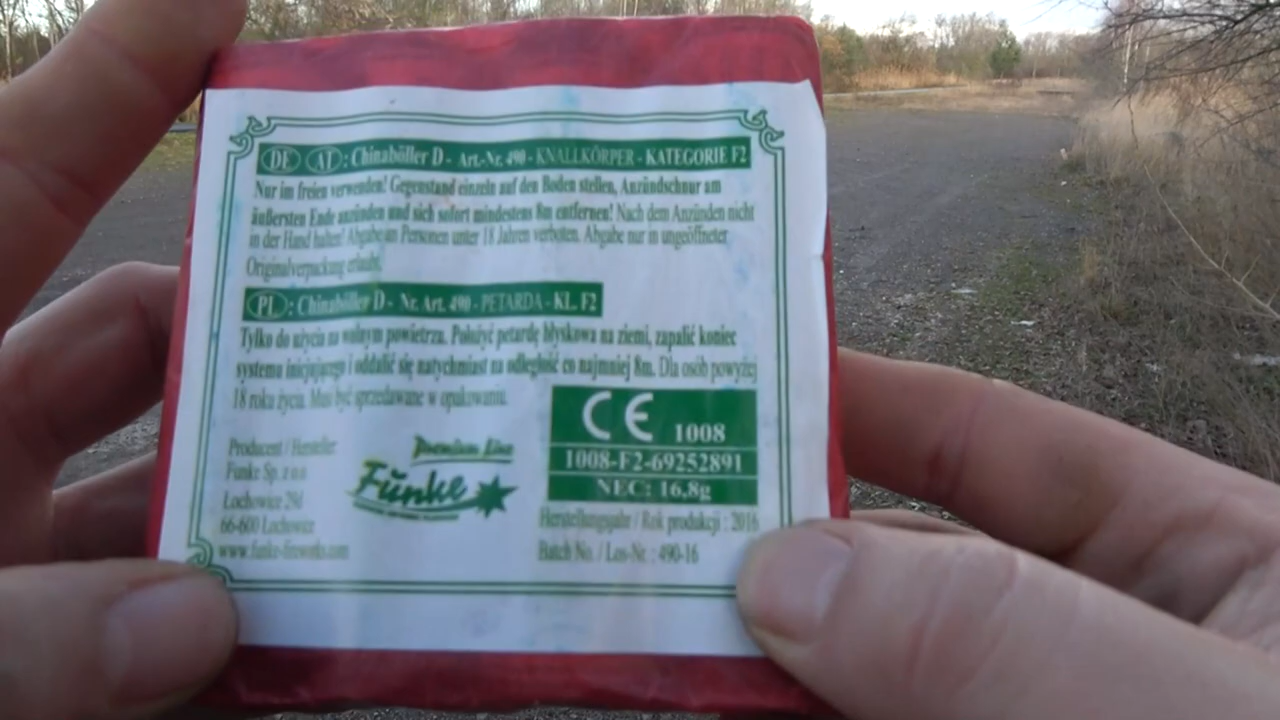 DE AT : Chinaböller D - Art.-Nr. 490 - KNALLKÖRPER - KATEGORIE F2
Nur im freien verwenden! Gegenstand einzeln auf den Boden stellen, Anzündschnur am
äußersten Ende anzünden und sich sofort mindestens 8m entfernen! Nach dem Anzünden nicht
in der Hand halten! Abgabe an Personen unter 18 Jahren verboten. Abgabe nur in ungeöffneter
Originalverpackung erlaubt.
PL : Chinaböller D - Nr. Art. 490 - PETARDA - KL. F2
Tylko do użycia na wolnym powietrzu. Położyć petardę błyskową na ziemi, zapalić koniec
systemu inicjującego i oddalić się natychmiast na odległość co najmniej 8m. Dla osób powyżej
18 roku życia. Musi być sprzedawane w opakowaniu.
Producent / Hersteller
Funke Sp. z o.o.
Łochowice 29d
66-600 Łochowice
www.funke-fireworks.com
Premium Line
Funke
CE 1008
1008-F2-69252891
NEC: 16,8g
Herstellungsjahr / Rok produkcji : 2016
Batch No. / Los-Nr. : 490-16